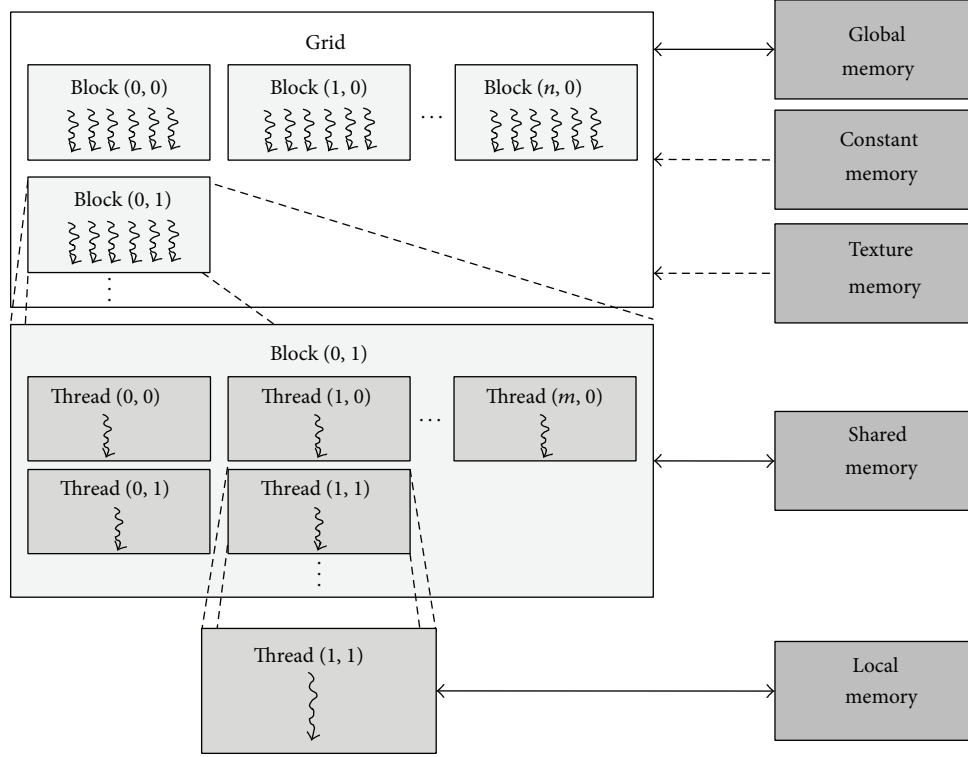 Grid
Block (0, 0)
Block (1, 0)
···
Block (n, 0)
Block (0, 1)
⋮
Block (0, 1)
Thread (0, 0)
Thread (1, 0)
···
Thread (m, 0)
Thread (0, 1)
Thread (1, 1)
⋮
Thread (1, 1)
Global
memory
Constant
memory
Texture
memory
Shared
memory
Local
memory